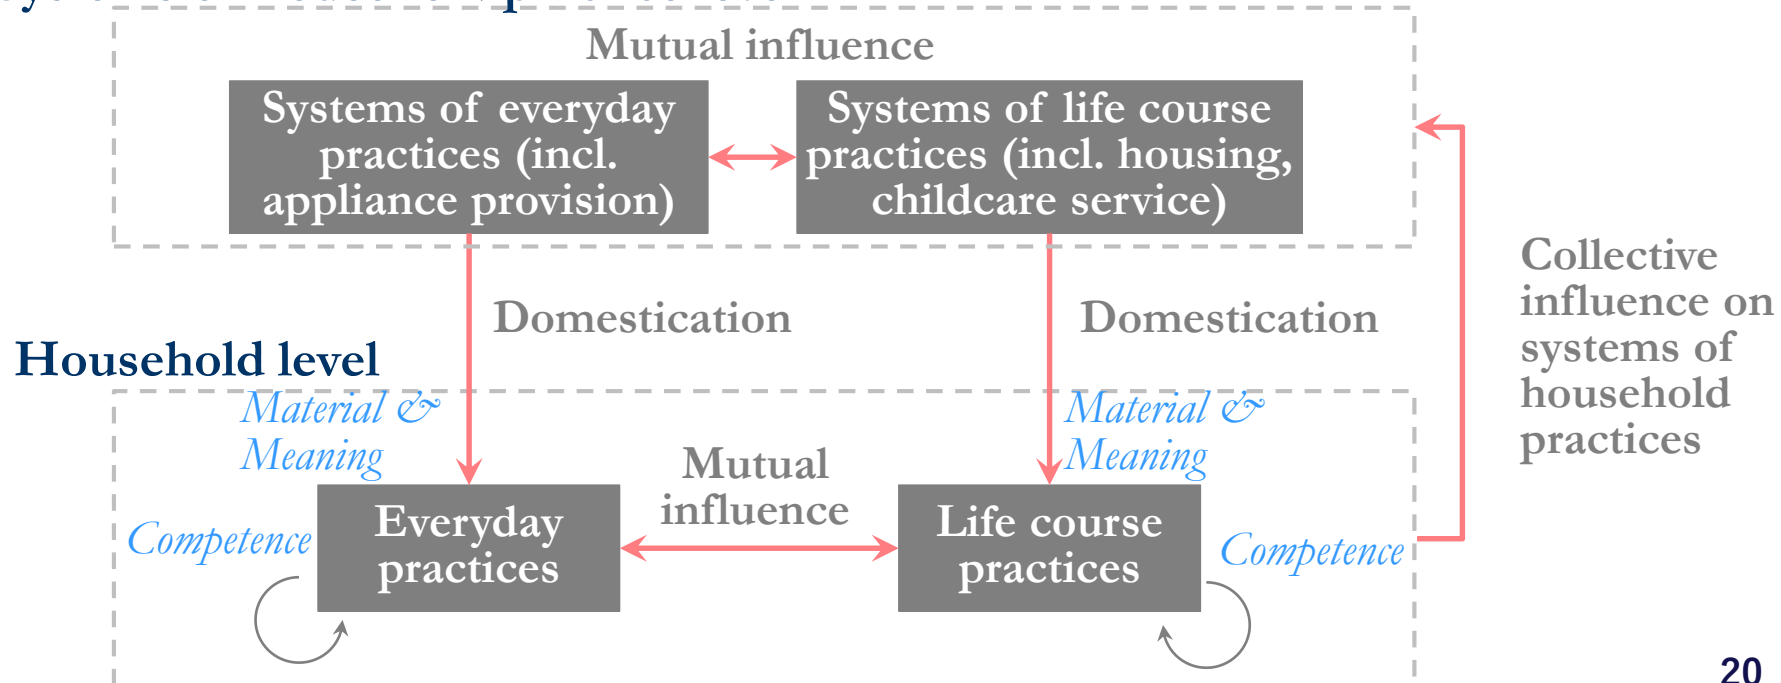 Mutual influence
Systems of everyday
practices (incl.
appliance provision)
Systems of life course
practices (incl. housing,
childcare service)
Domestication
Domestication
Collective
influence on
systems of
household
practices
Household level
Material &
Meaning
Material &
Meaning
Mutual
influence
Competence
Everyday
practices
Life course
practices
Competence
20